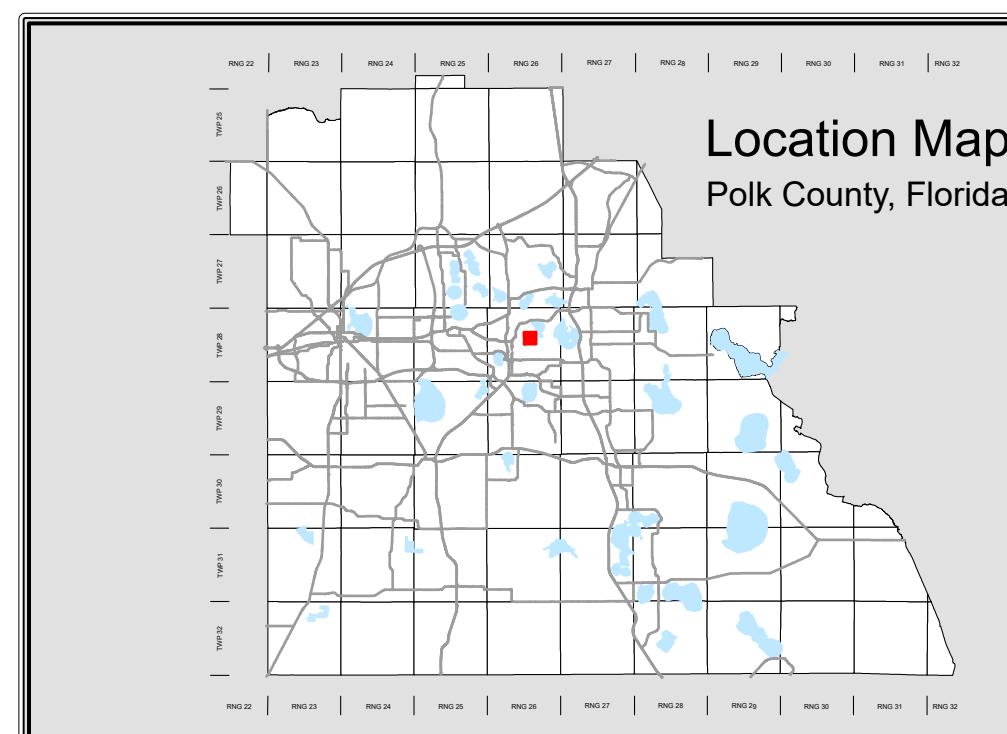 RNG 22 RNG 23 RNG 24 RNG 25 RNG 26 RNG 27 RNG 28 RNG 29 RNG 30 RNG 31 RNG 32
Location Map
Polk County, Florida
TWP 25
TWP 26
TWP 27
TWP 28
TWP 29
TWP 30
TWP 31
TWP 32
RNG 22 RNG 23 RNG 24 RNG 25 RNG 26 RNG 27 RNG 28 RNG 29 RNG 30 RNG 31 RNG 32